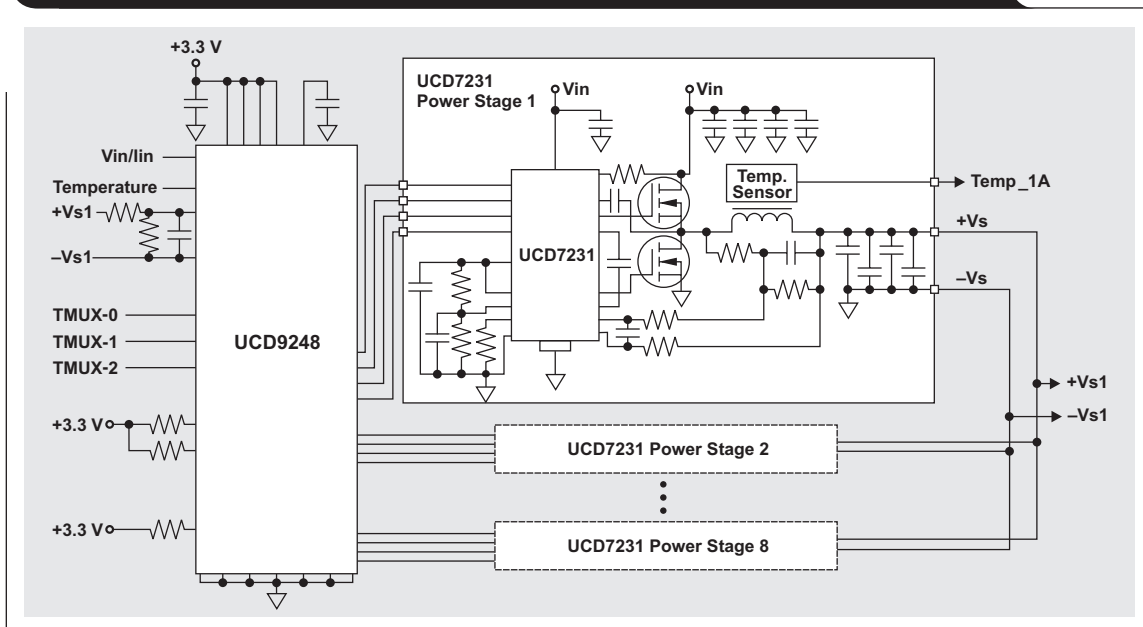 +3.3 V
UCD7231
Power Stage 1
Vin
Vin
Vin/Iin
Temperature
+Vs1
–Vs1
Temp.
Sensor
Temp_1A
+Vs
–Vs
UCD7231
TMUX-0
TMUX-1
TMUX-2
UCD9248
+Vs1
–Vs1
+3.3 V
UCD7231 Power Stage 2
+3.3 V
UCD7231 Power Stage 8